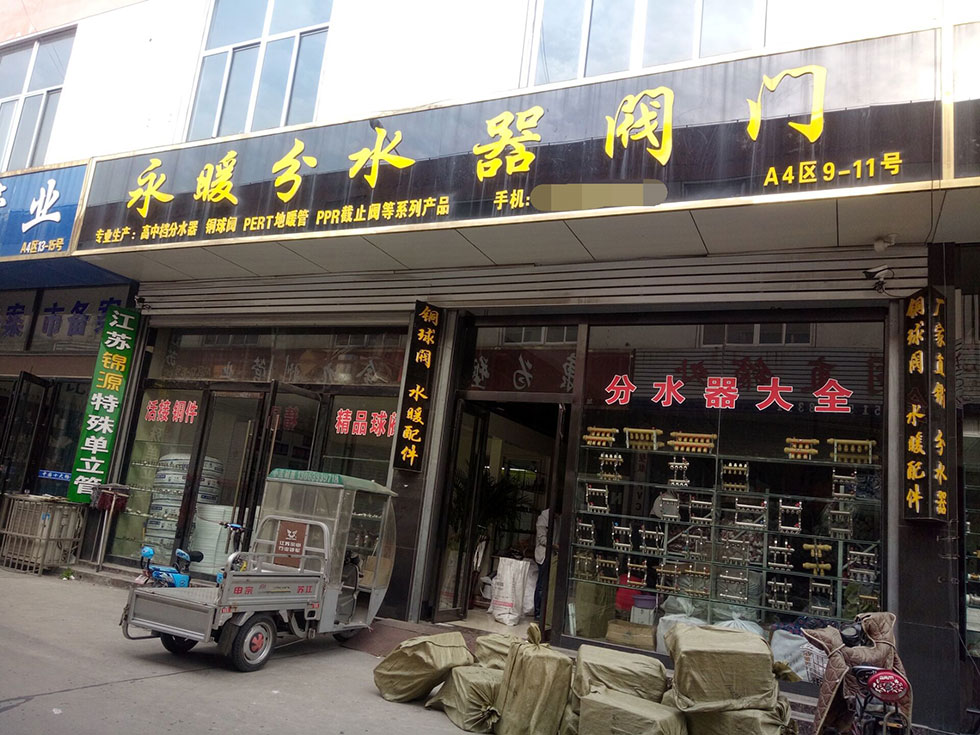 永暖分水器阀门
专业生产：高中档分水器 铜球阀 PERT地暖管 PPR截止阀等系列产品
手机：
A4区9-11号
业
A4区13-15号
江苏锦源特殊单立管
活接铜件
精品球阀
铜球阀 水暖配件
分水器大全
铜球阀 水暖配件
厂家直销 分水器
申宗
苏江